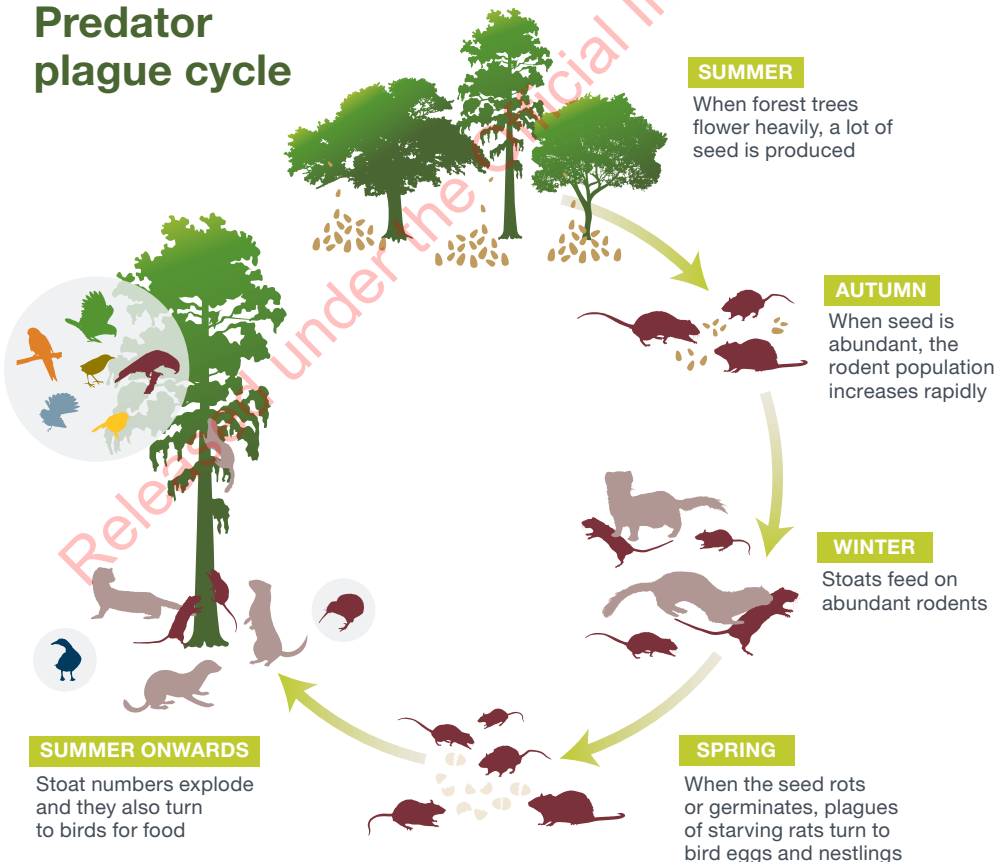 Predator
plague cycle
SUMMER
When forest trees
flower heavily, a lot of
seed is produced
AUTUMN
When seed is
abundant, the
rodent population
increases rapidly
WINTER
Stoats feed on
abundant rodents
SPRING
When the seed rots
or germinates, plagues
of starving rats turn to
bird eggs and nestlings
SUMMER ONWARDS
Stoat numbers explode
and they also turn
to birds for food
Released under the Official